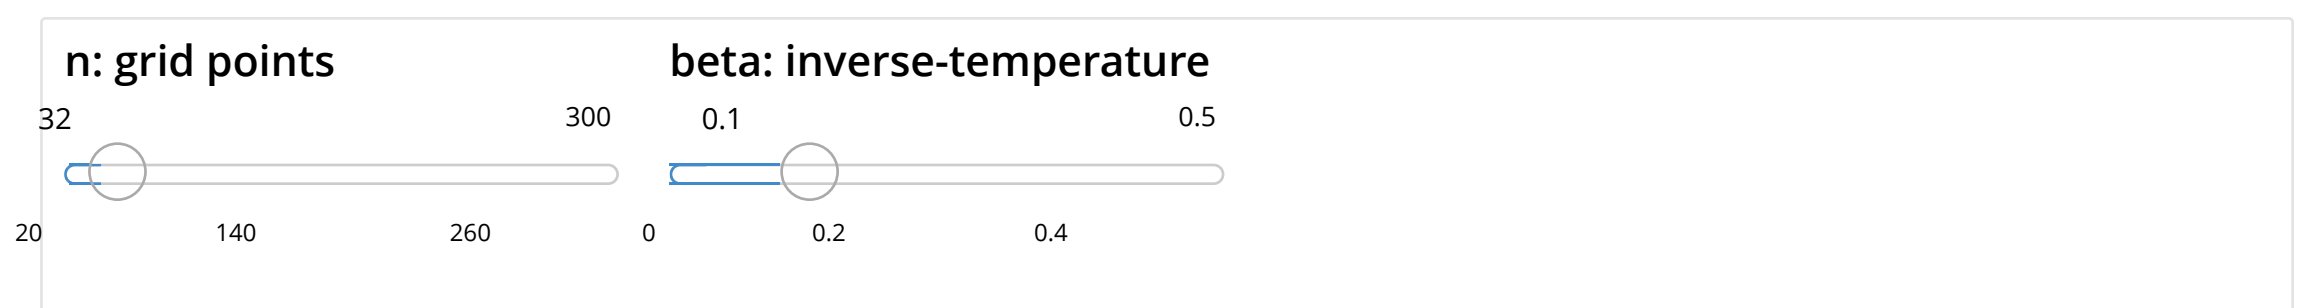 n: grid points beta: inverse-temperature
32 300 0.1 0.5
20 140 260 0 0.2 0.4